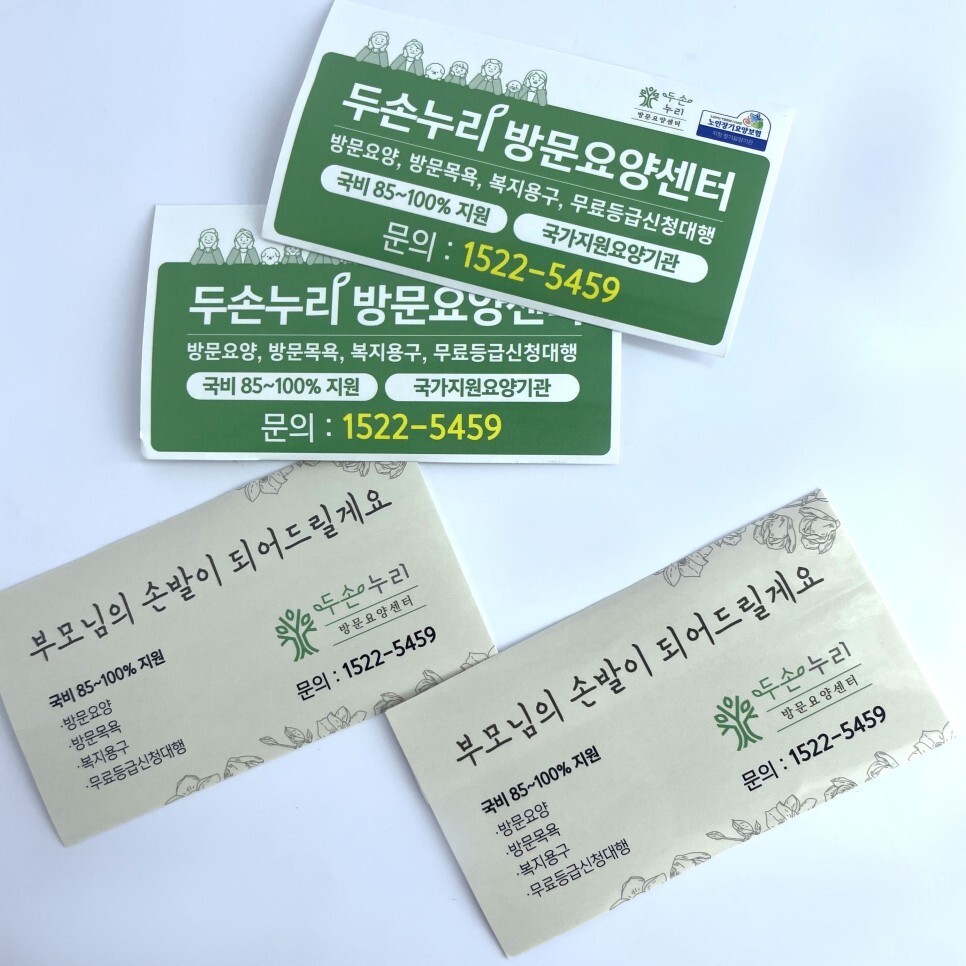 두손누리
방문요양센터
노인장기요양보험
지정 장기요양기관
두손누리 방문요양센터
방문요양, 방문목욕, 복지용구, 무료등급신청대행
국비 85~100% 지원
국가지원요양기관
문의 : 1522-5459
두손누리 방문요양센터
방문요양, 방문목욕, 복지용구, 무료등급신청대행
국비 85~100% 지원
국가지원요양기관
문의 : 1522-5459
부모님의 손발이 되어드릴게요
두손누리
방문요양센터
국비 85~100% 지원
·방문요양
·방문목욕
·복지용구
·무료등급신청대행
문의 : 1522-5459
부모님의 손발이 되어드릴게요
두손누리
방문요양센터
국비 85~100% 지원
·방문요양
·방문목욕
·복지용구
·무료등급신청대행
문의 : 1522-5459